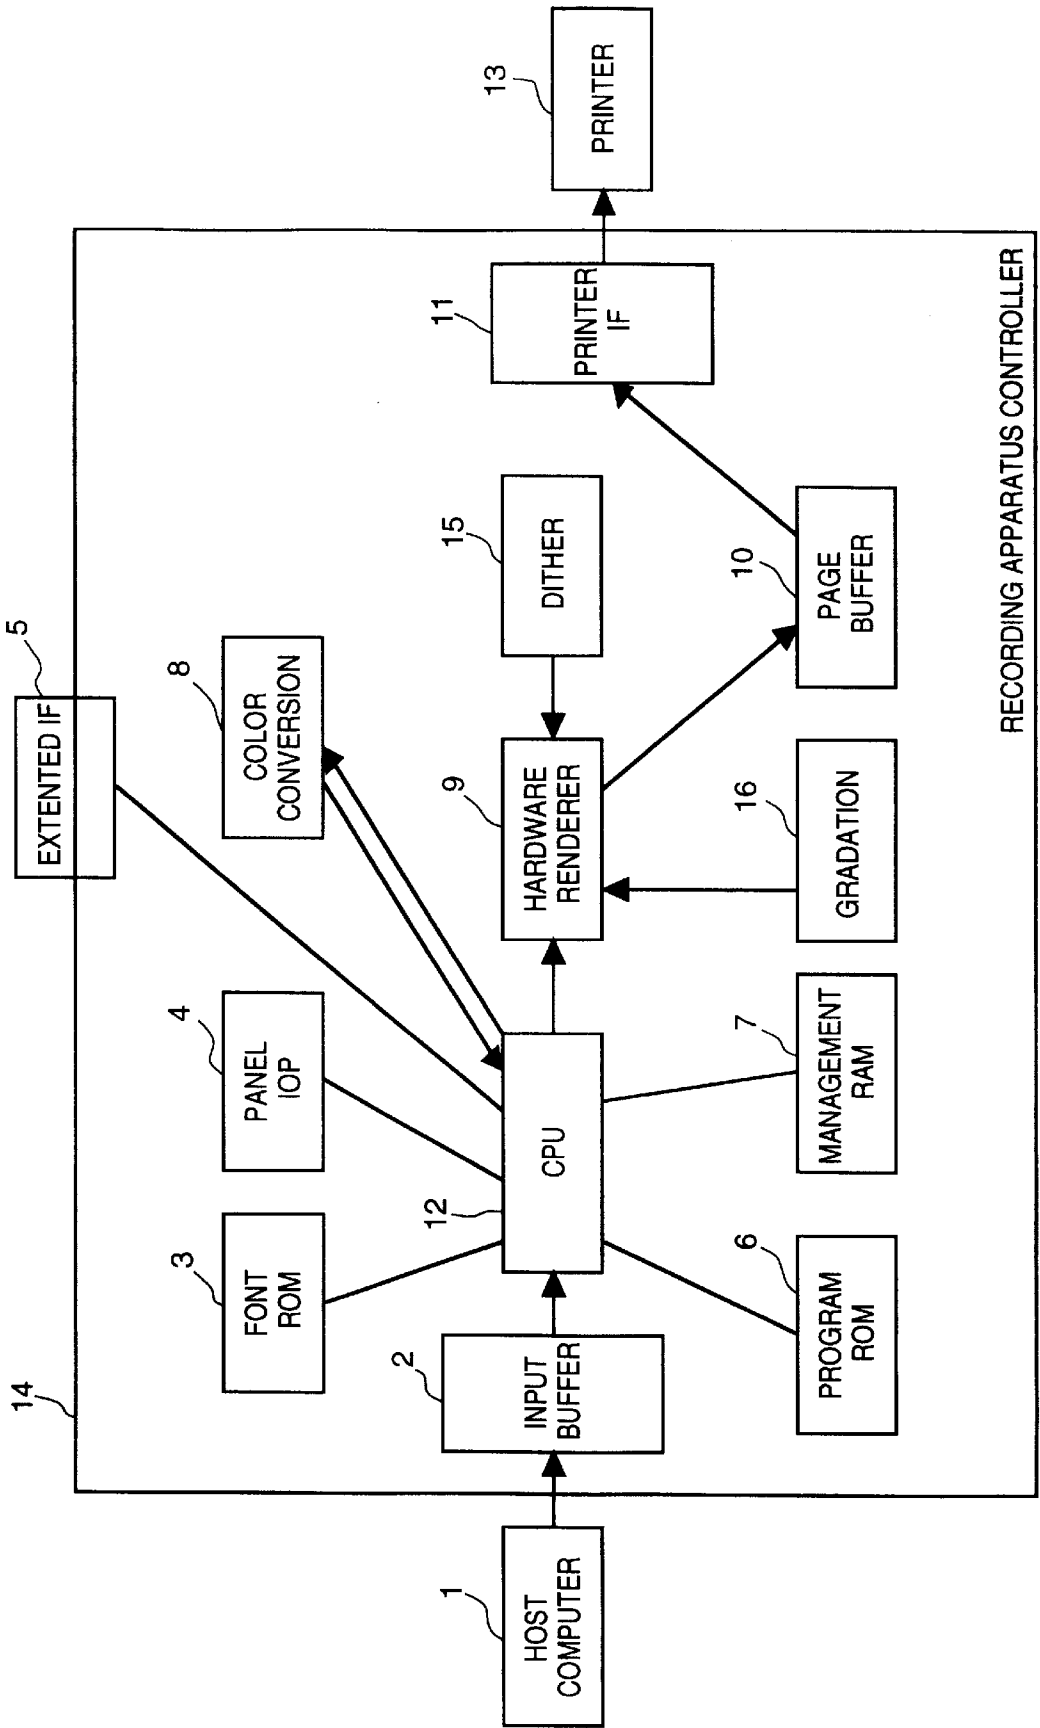 14
5
EXTENTED IF
3
FONT
ROM
4
PANEL
IOP
8
COLOR
CONVERSION
1
HOST
COMPUTER
2
INPUT
BUFFER
12
CPU
9
HARDWARE
RENDERER
15
DITHER
11
PRINTER
IF
13
PRINTER
6
PROGRAM
ROM
7
MANAGEMENT
RAM
16
GRADATION
10
PAGE
BUFFER
RECORDING APPARATUS CONTROLLER